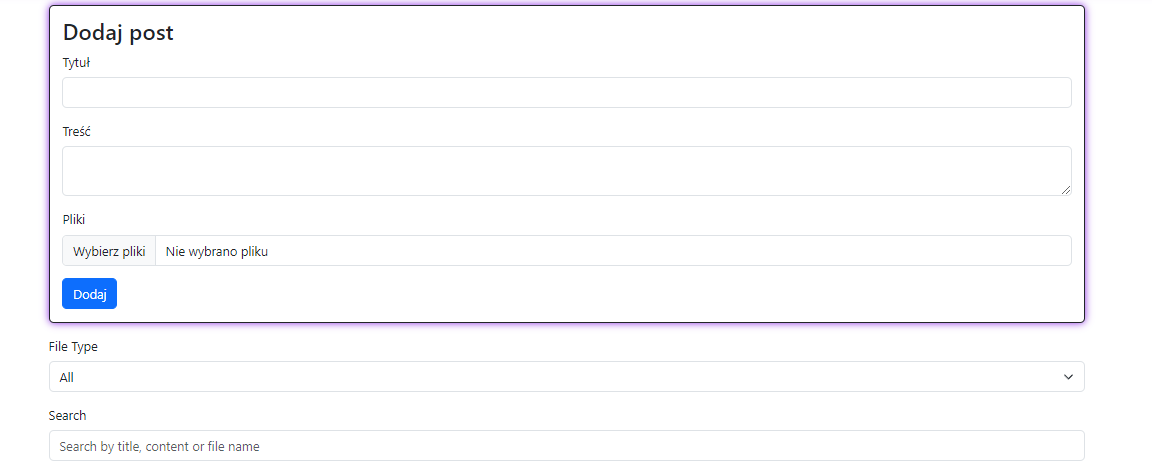 Dodaj post
Tytuł
Treść
Pliki
Wybierz pliki Nie wybrano pliku
Dodaj
File Type
All
Search
Search by title, content or file name